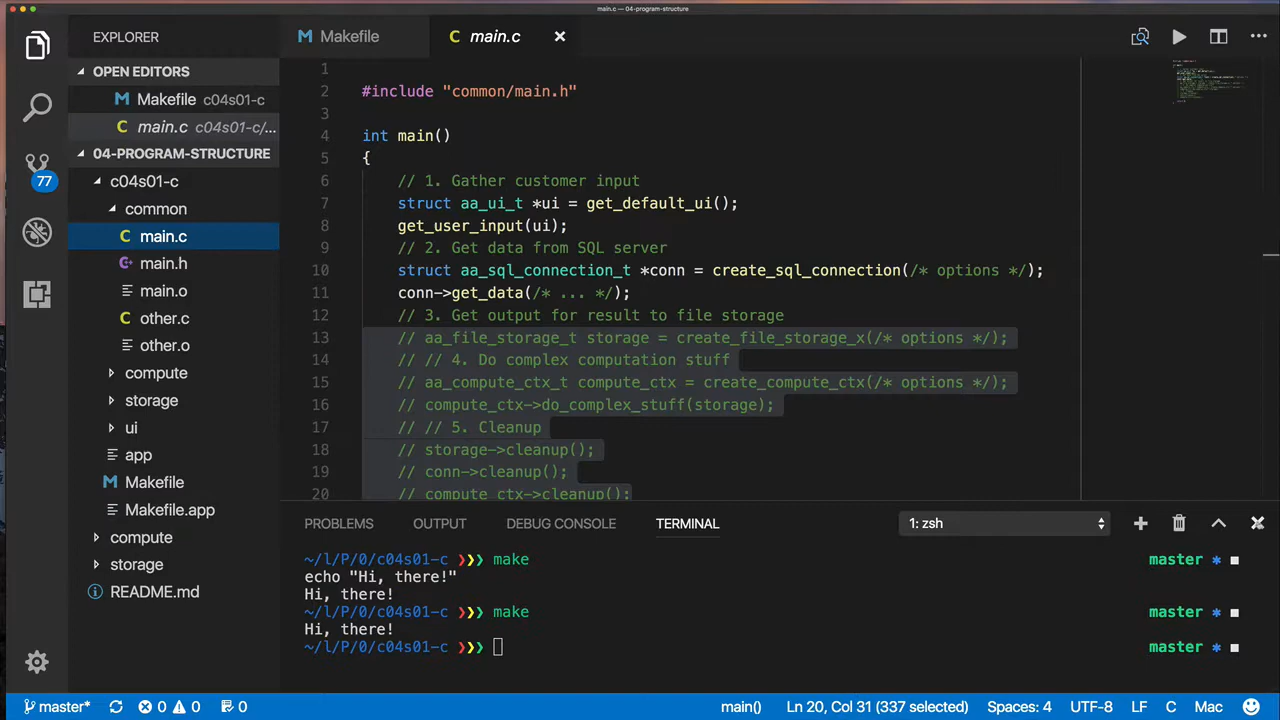 main.c — 04-program-structure
EXPLORER
OPEN EDITORS
Makefile c04s01-c
main.c c04s01-c/...
04-PROGRAM-STRUCTURE
c04s01-c
common
main.c
main.h
main.o
other.c
other.o
compute
storage
ui
app
Makefile
Makefile.app
compute
storage
README.md
77
Makefile
main.c
1
2 #include "common/main.h"
3
4 int main()
5 {
6 // 1. Gather customer input
7 struct aa_ui_t *ui = get_default_ui();
8 get_user_input(ui);
9 // 2. Get data from SQL server
10 struct aa_sql_connection_t *conn = create_sql_connection(/* options */);
11 conn->get_data(/* ... */);
12 // 3. Get output for result to file storage
13 // aa_file_storage_t storage = create_file_storage_x(/* options */);
14 // // 4. Do complex computation stuff
15 // aa_compute_ctx_t compute_ctx = create_compute_ctx(/* options */);
16 // compute_ctx->do_complex_stuff(storage);
17 // // 5. Cleanup
18 // storage->cleanup();
19 // conn->cleanup();
20 // compute_ctx->cleanup();
PROBLEMS OUTPUT DEBUG CONSOLE TERMINAL 1: zsh
~/l/P/0/c04s01-c ❯❯❯ make master *
echo "Hi, there!"
Hi, there!
~/l/P/0/c04s01-c ❯❯❯ make master *
Hi, there!
~/l/P/0/c04s01-c ❯❯❯ master *
master* 0 0 0 main() Ln 20, Col 31 (337 selected) Spaces: 4 UTF-8 LF C Mac